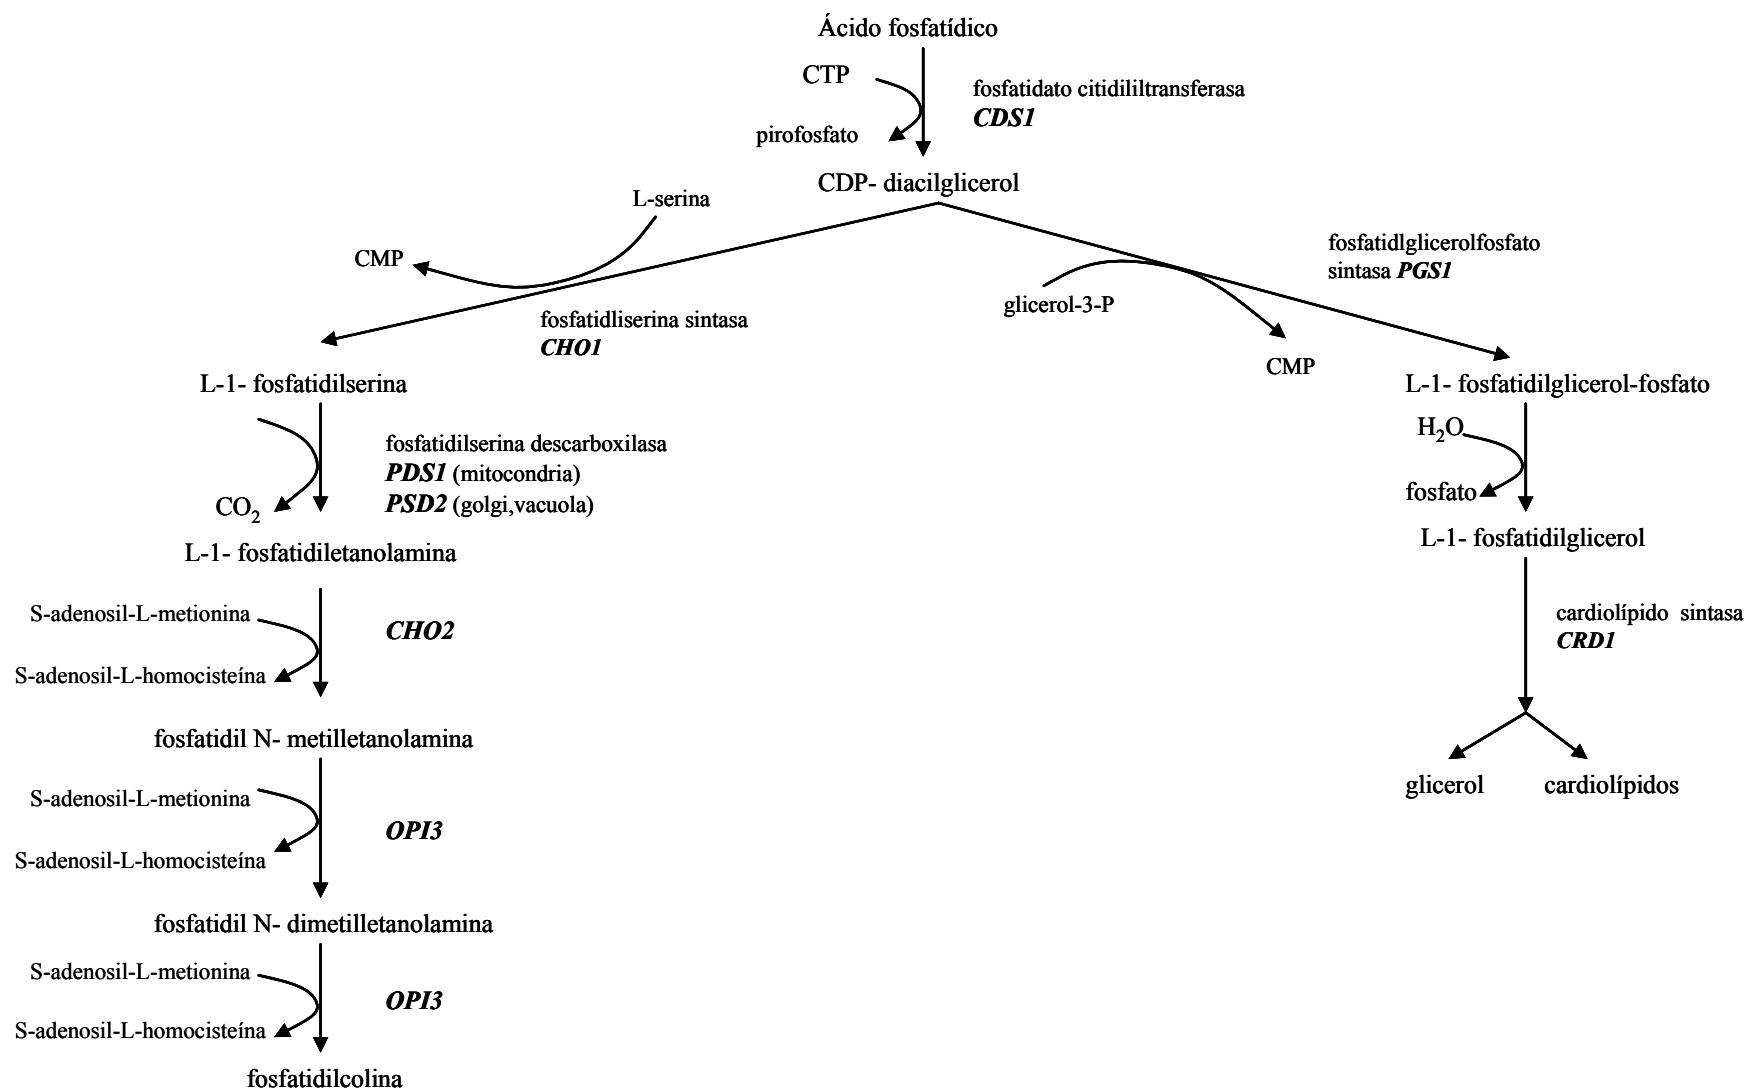 Ácido fosfatídico
CTP
fosfatidato citidililtransferasa
CDS1
pirofosfato
CDP- diacilglicerol
L-serina
CMP
fosfatidlglicerolfosfato
sintasa PGS1
glicerol-3-P
fosfatidliserina sintasa
CHO1
CMP
L-1- fosfatidilserina
L-1- fosfatidilglicerol-fosfato
H2O
fosfatidilserina descarboxilasa
PDS1 (mitocondria)
PSD2 (golgi,vacuola)
CO2
fosfato
L-1- fosfatidilglicerol
L-1- fosfatidiletanolamina
S-adenosil-L-metionina
CHO2
S-adenosil-L-homocisteína
cardiolípido sintasa
CRD1
fosfatidil N- metilletanolamina
glicerol
cardiolípidos
S-adenosil-L-metionina
OPI3
S-adenosil-L-homocisteína
fosfatidil N- dimetilletanolamina
S-adenosil-L-metionina
OPI3
S-adenosil-L-homocisteína
fosfatidilcolina